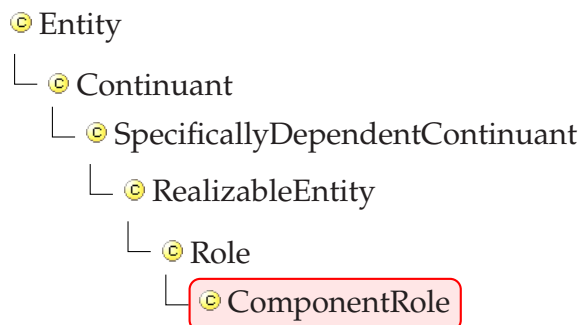 Entity
Continuant
SpecificallyDependentContinuant
RealizableEntity
Role
ComponentRole